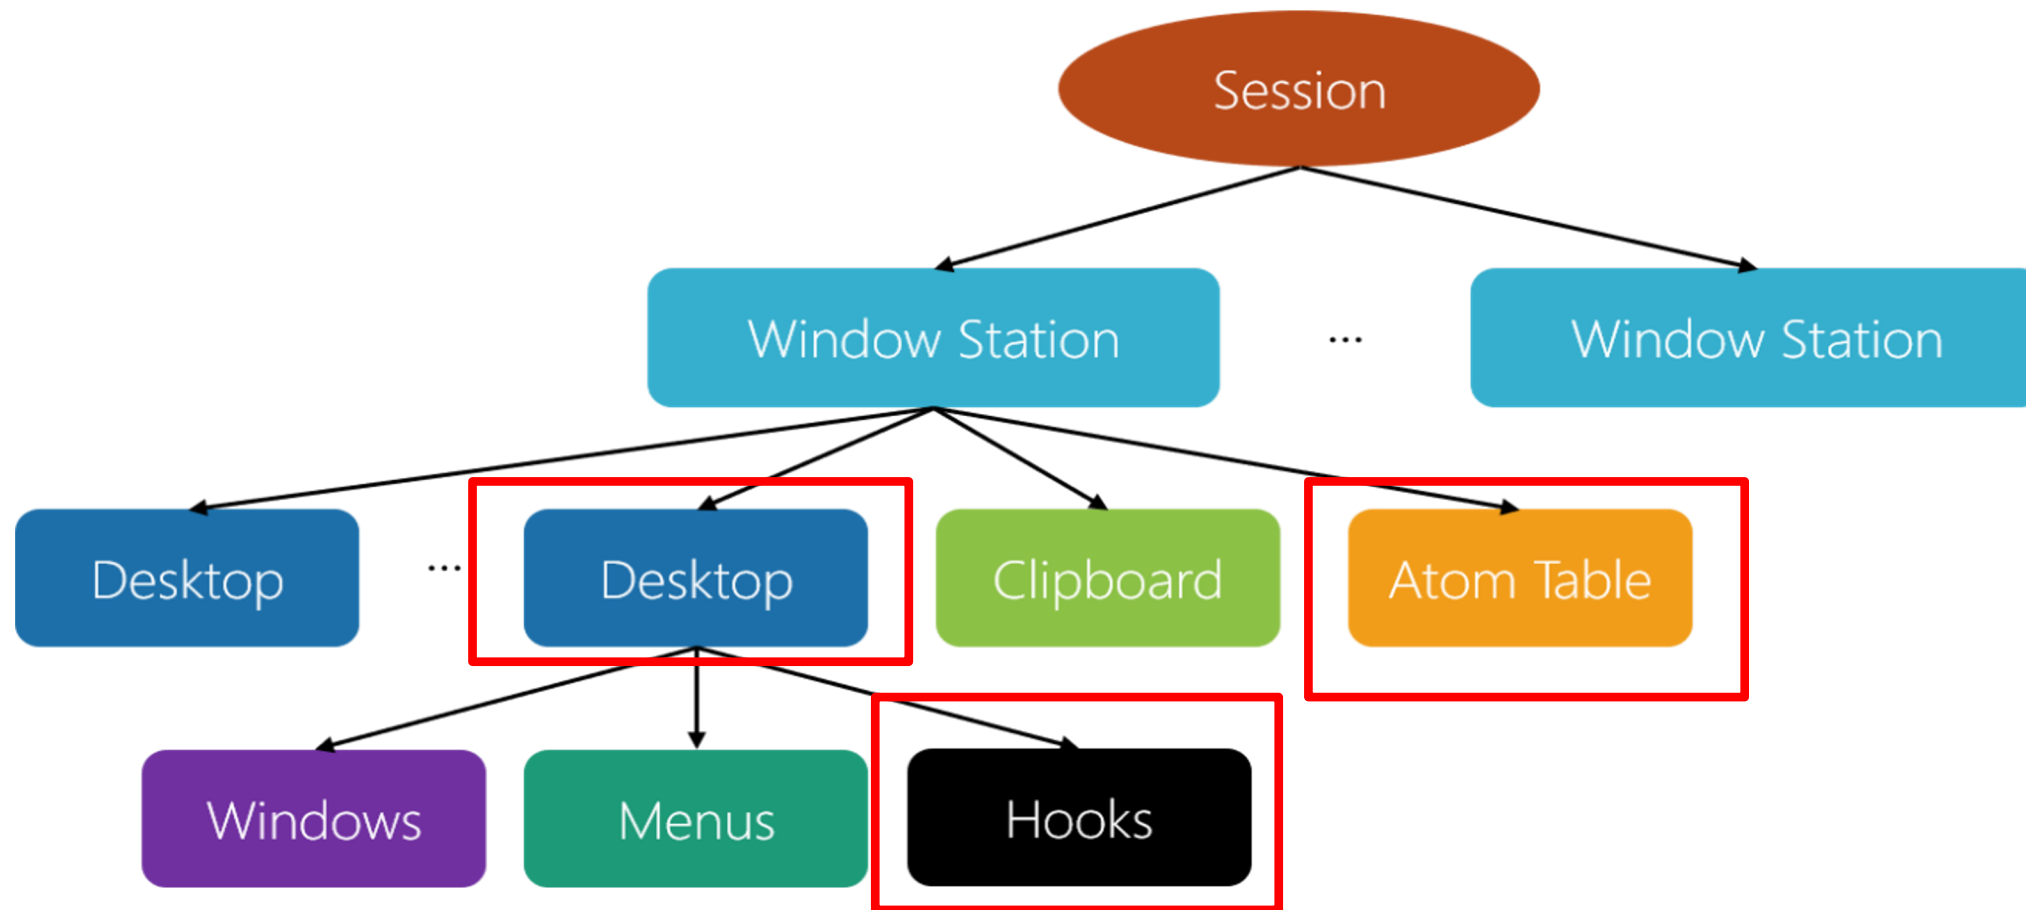 Session
Window Station
...
Window Station
Desktop
...
Desktop
Clipboard
Atom Table
Windows
Menus
Hooks